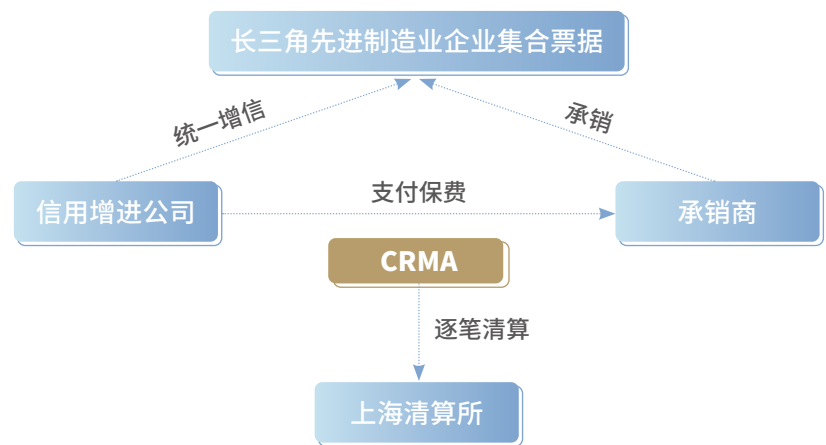 长三角先进制造业企业集合票据
统一增信
承销
信用增进公司
支付保费
承销商
CRMA
逐笔清算
上海清算所